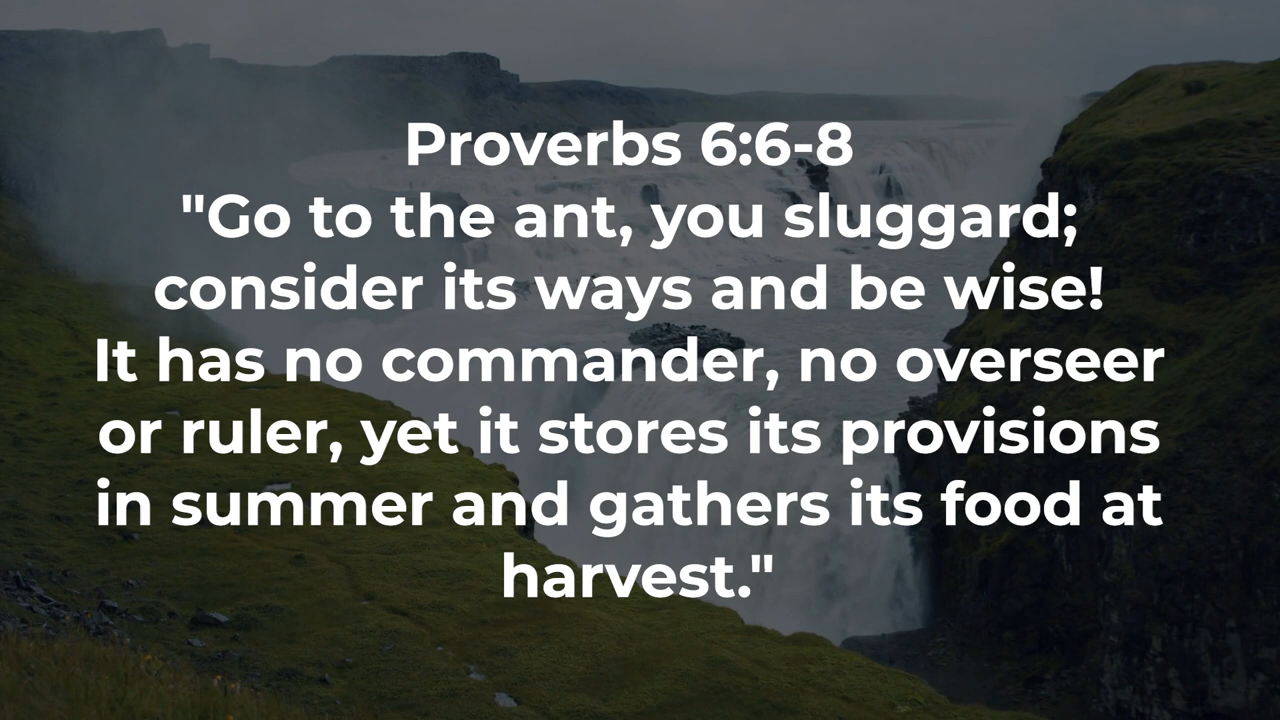 Proverbs 6:6-8
"Go to the ant, you sluggard;
consider its ways and be wise!
It has no commander, no overseer
or ruler, yet it stores its provisions
in summer and gathers its food at
harvest."